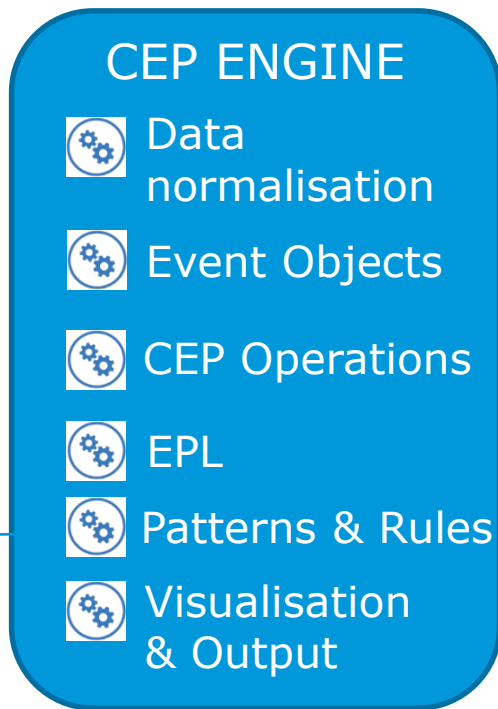 CEP ENGINE
Data
normalisation
Event Objects
CEP Operations
EPL
Patterns & Rules
Visualisation
& Output